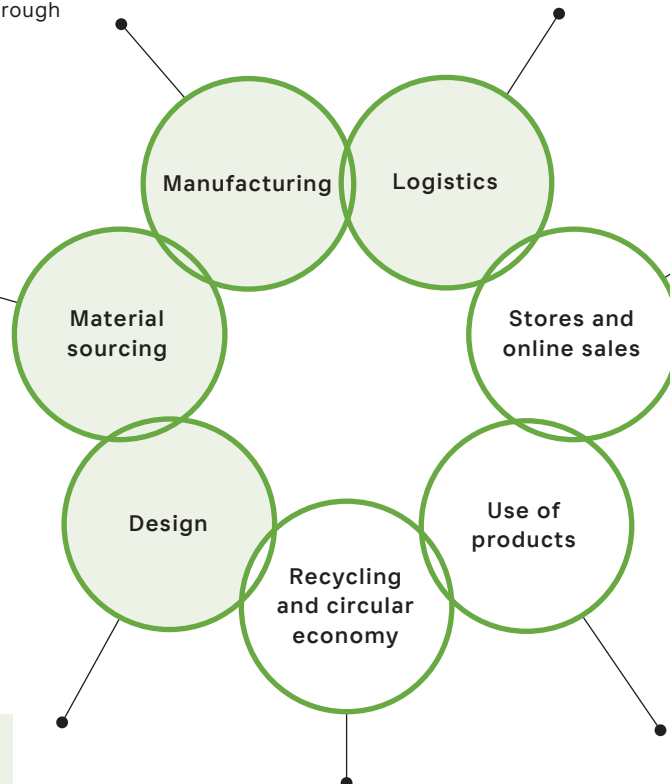 rough
Manufacturing
Logistics
Material
sourcing
Stores and
online sales
Design
Use of
products
Recycling
and circular
economy